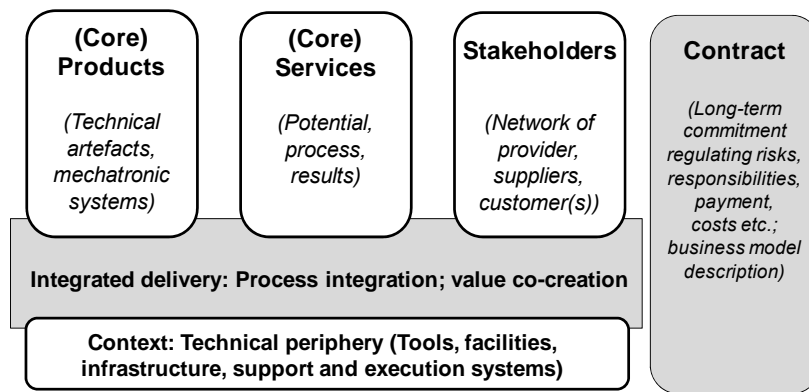 (Core)
Products
(Technical
artefacts,
mechatronic
systems)
(Core)
Services
(Potential,
process,
results)
Stakeholders
(Network of
provider,
suppliers,
customer(s))
Contract
(Long-term
commitment
regulating risks,
responsibilities,
payment,
costs etc.;
business model
description)
Integrated delivery: Process integration; value co-creation
Context: Technical periphery (Tools, facilities,
infrastructure, support and execution systems)